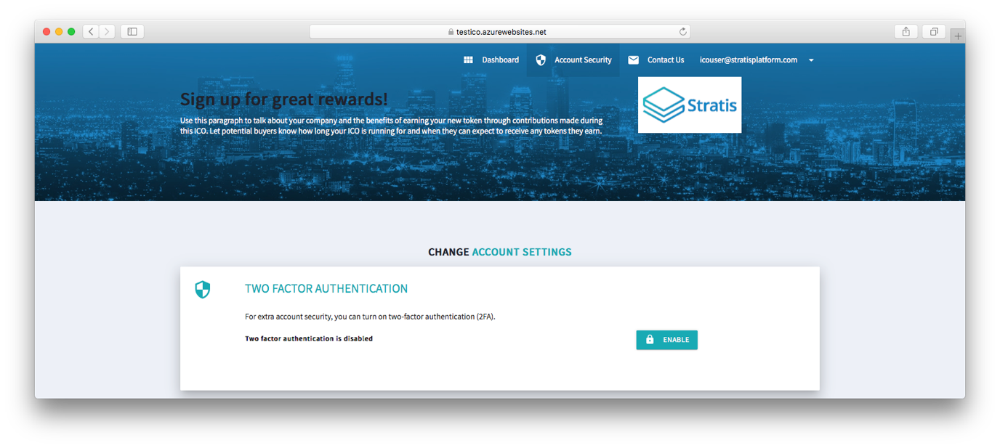 testico.azurewebsites.net
Dashboard
Account Security
Contact Us
icouser@stratisplatform.com
Sign up for great rewards!
Use this paragraph to talk about your company and the benefits of earning your new token through contributions made during
this ICO. Let potential buyers know how long your ICO is running for and when they can expect to receive any tokens they earn.
Stratis
CHANGE ACCOUNT SETTINGS
TWO FACTOR AUTHENTICATION
For extra account security, you can turn on two-factor authentication (2FA).
Two factor authentication is disabled
ENABLE